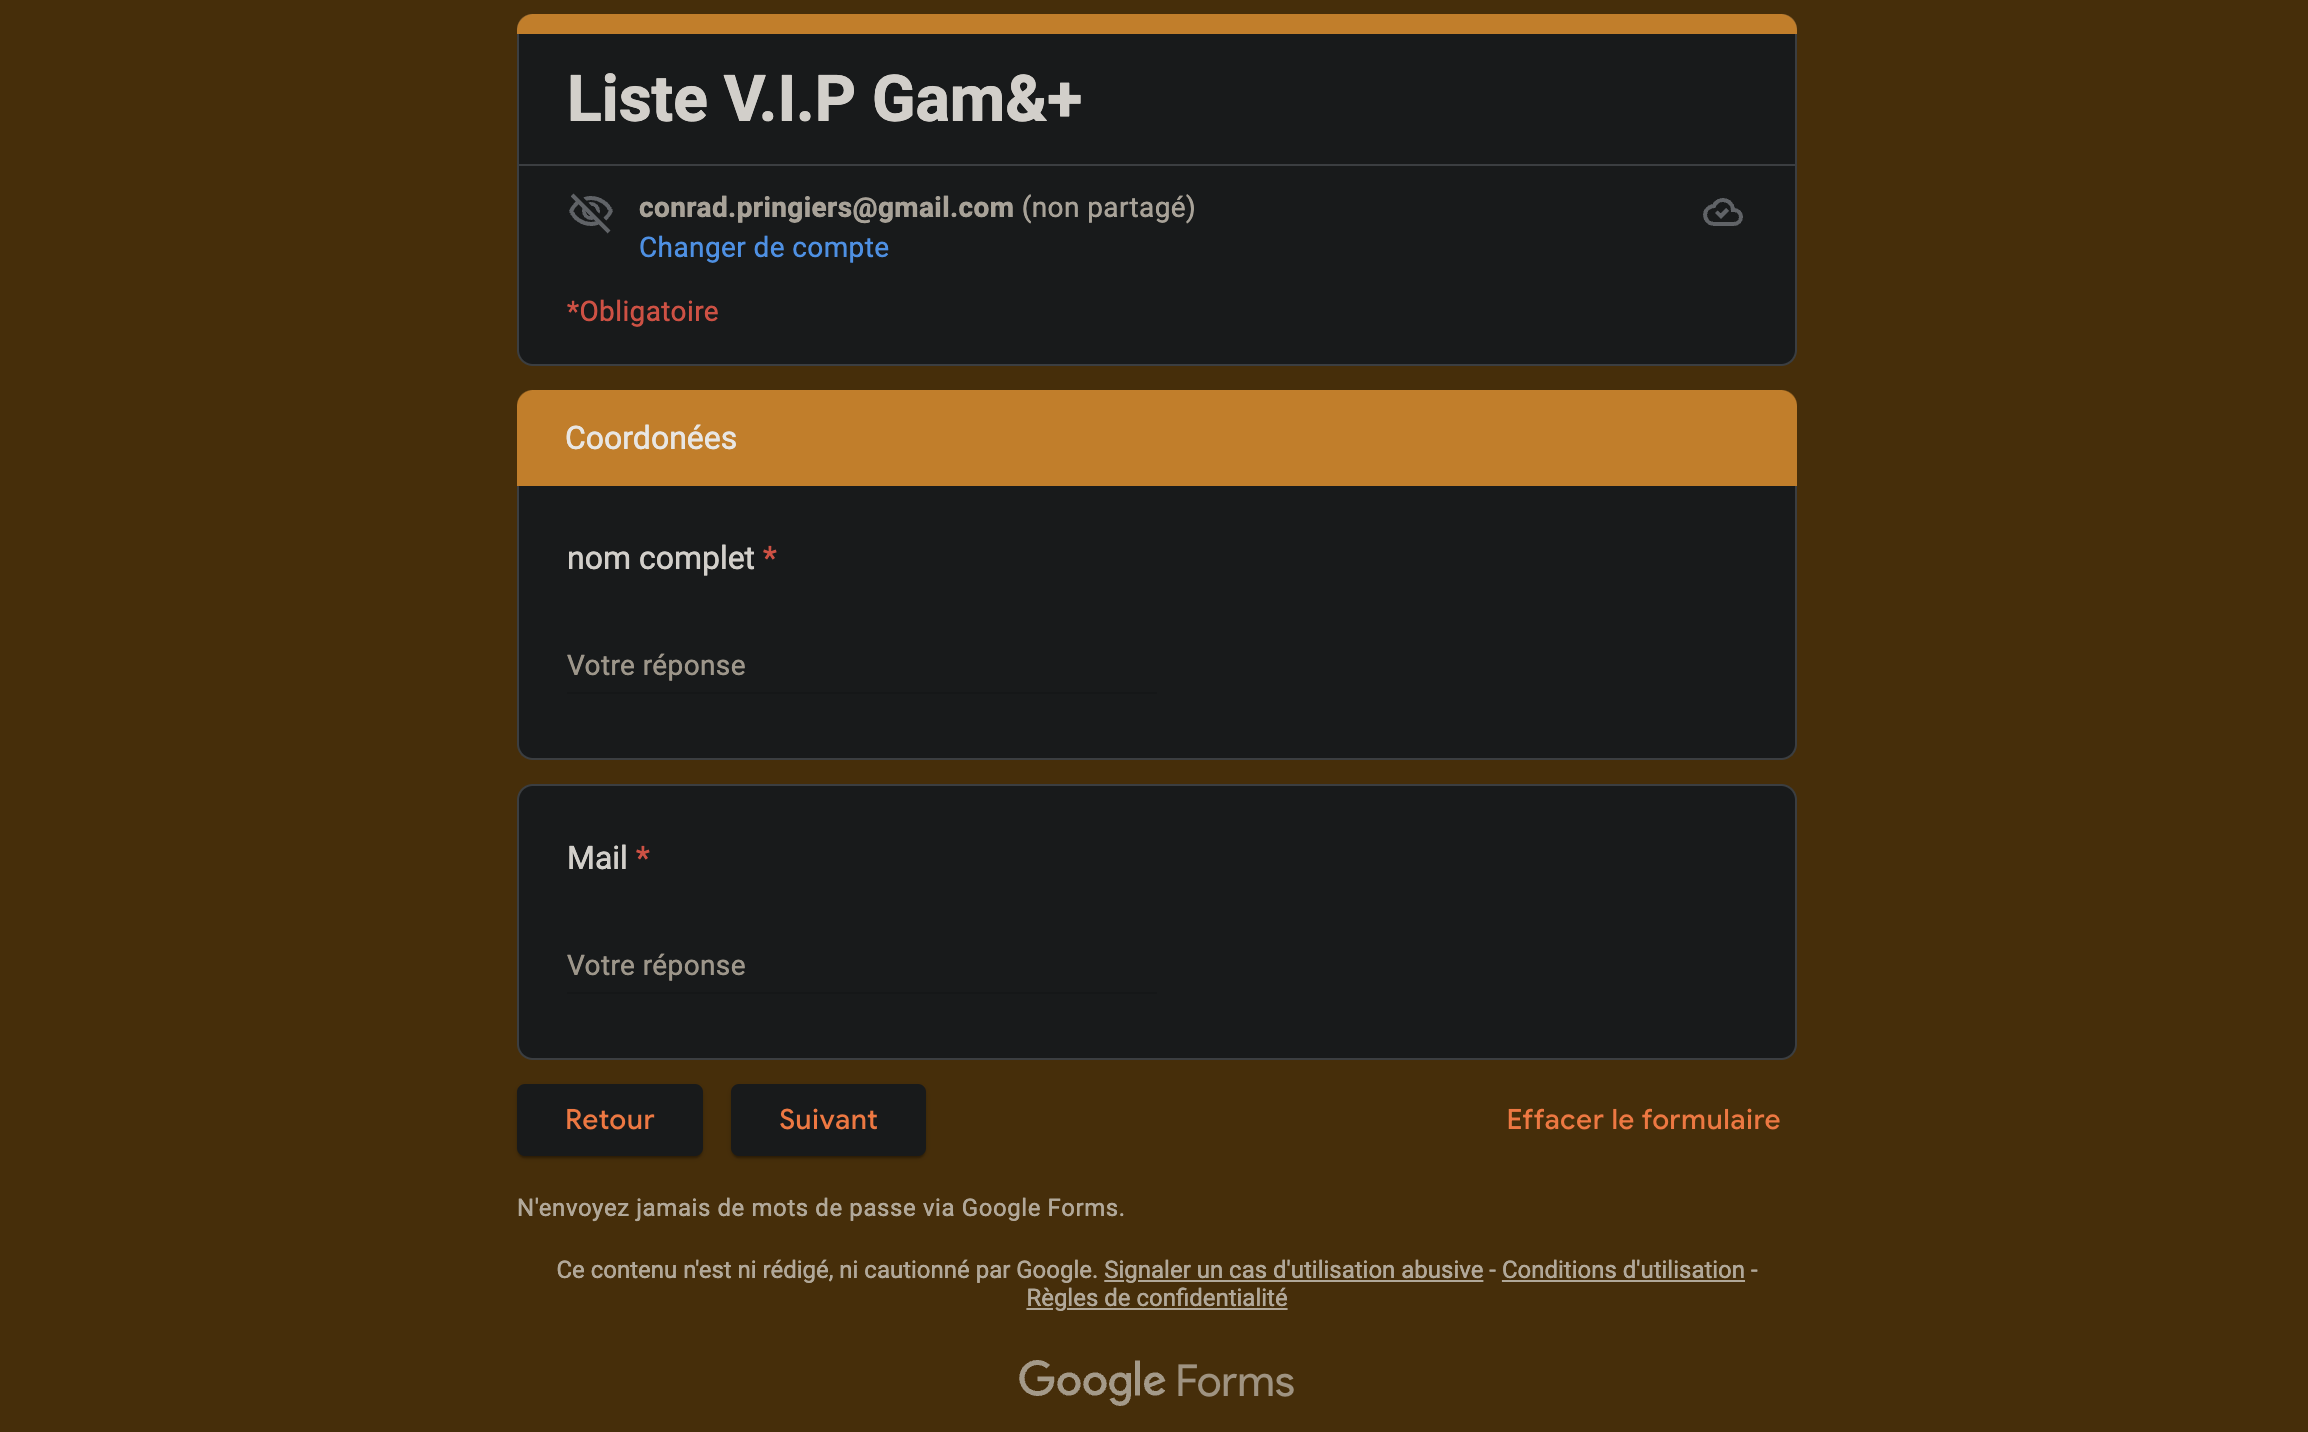 Liste V.I.P Gam&+
conrad.pringiers@gmail.com (non partagé)
Changer de compte
*Obligatoire
Coordonées
nom complet *
Votre réponse
Mail *
Votre réponse
Retour
Suivant
Effacer le formulaire
N'envoyez jamais de mots de passe via Google Forms.
Ce contenu n'est ni rédigé, ni cautionné par Google. Signaler un cas d'utilisation abusive - Conditions d'utilisation -
Règles de confidentialité
Google Forms